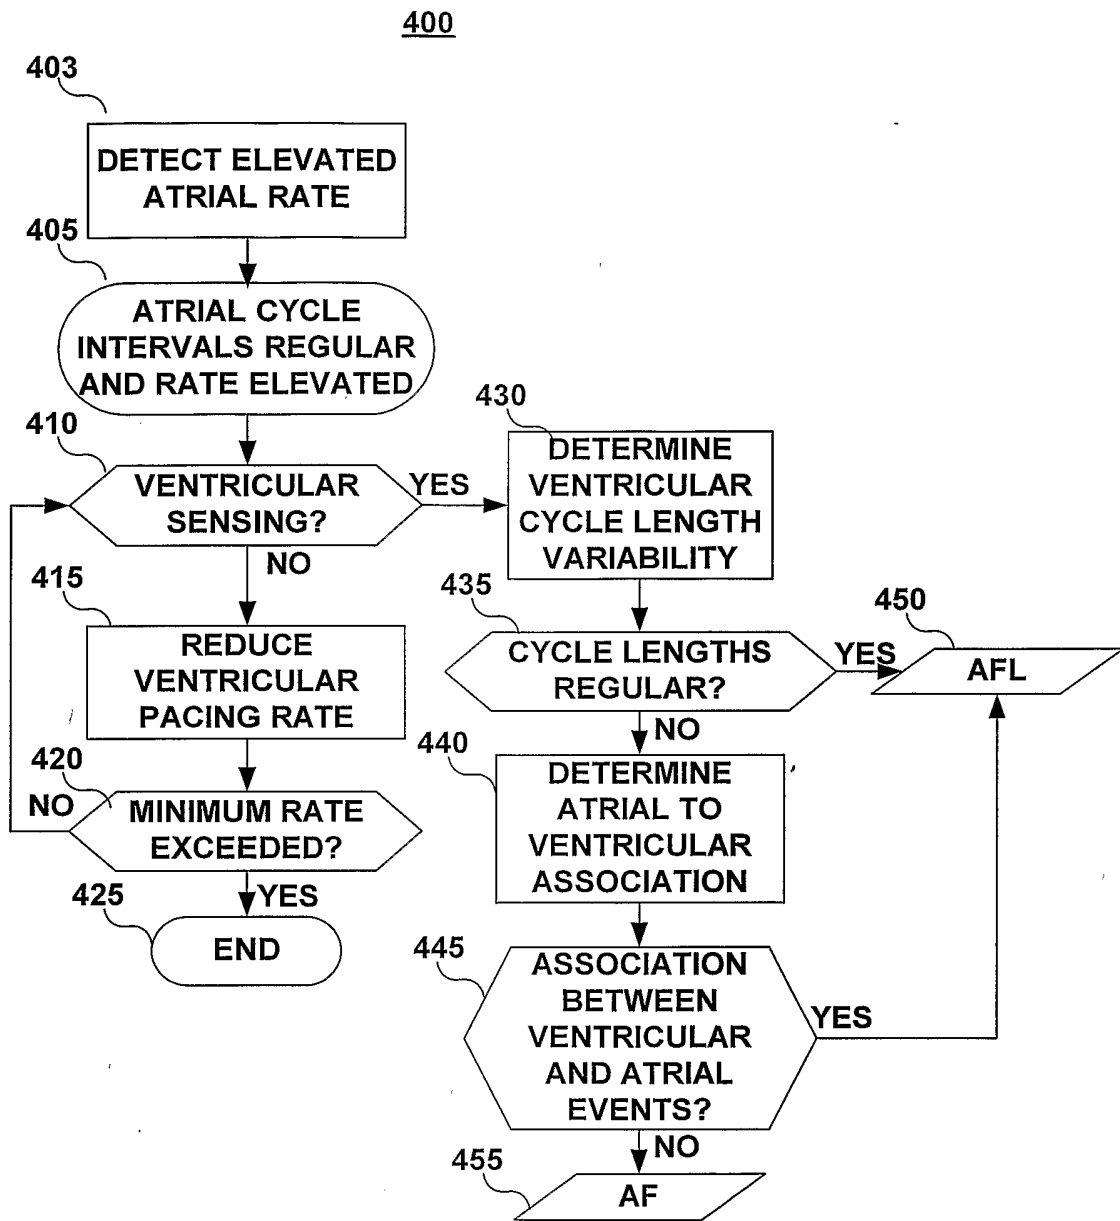 400
403
DETECT ELEVATED
ATRIAL RATE
405
ATRIAL CYCLE
INTERVALS REGULAR
AND RATE ELEVATED
410
VENTRICULAR
SENSING?
YES
NO
415
REDUCE
VENTRICULAR
PACING RATE
420
NO
MINIMUM RATE
EXCEEDED?
YES
425
END
430
DETERMINE
VENTRICULAR
CYCLE LENGTH
VARIABILITY
435
CYCLE LENGTHS
REGULAR?
YES
450
AFL
NO
440
DETERMINE
ATRIAL TO
VENTRICULAR
ASSOCIATION
445
ASSOCIATION
BETWEEN
VENTRICULAR
AND ATRIAL
EVENTS?
YES
NO
455
AF